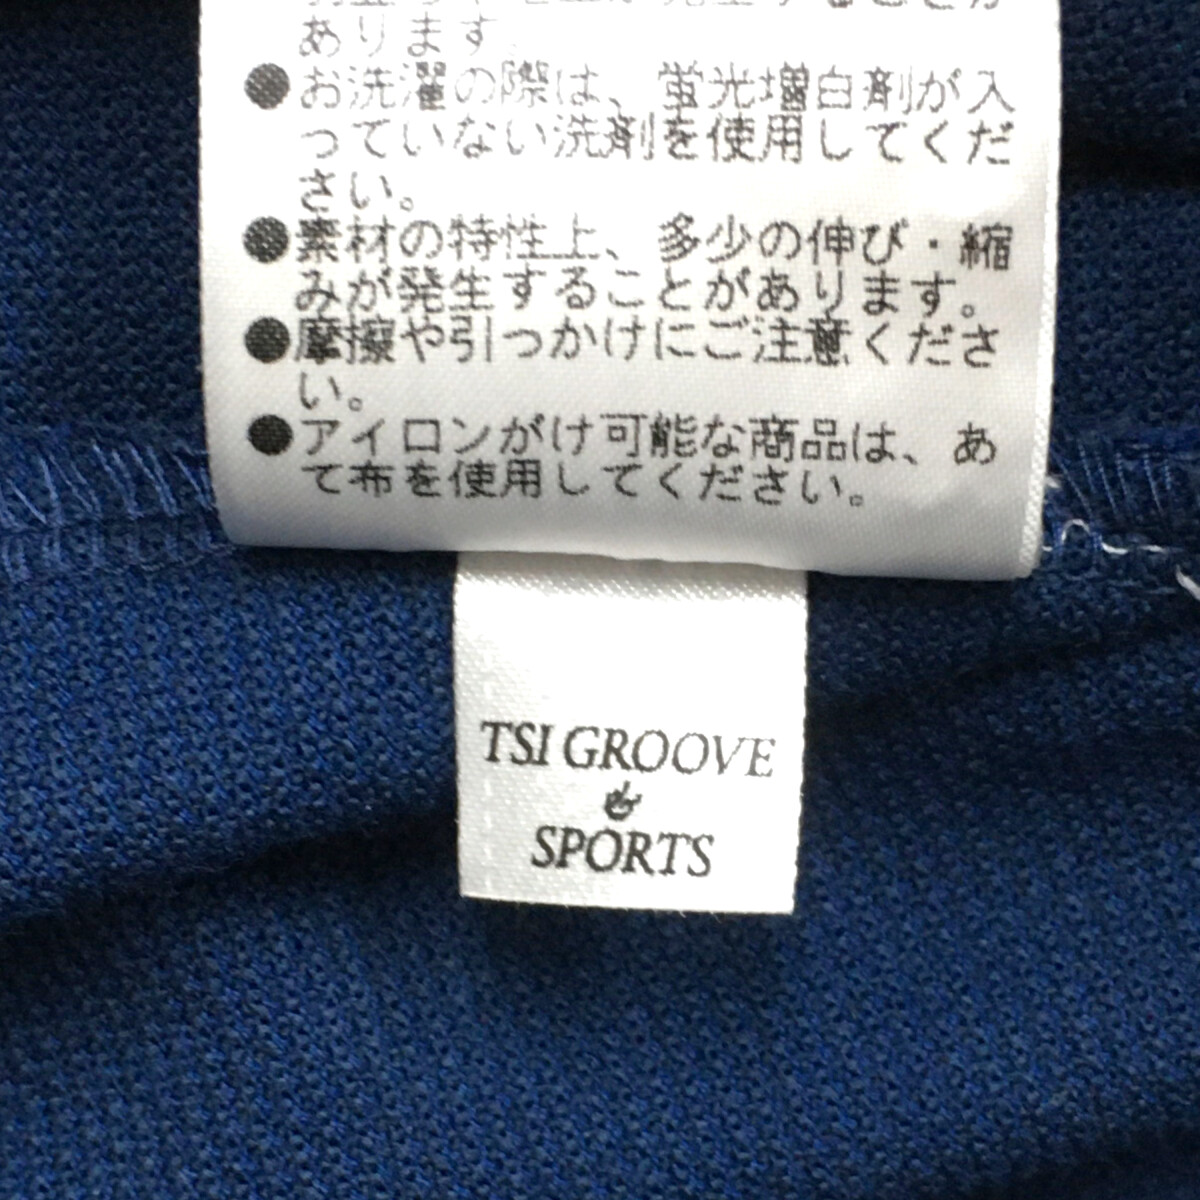 あります。
●お洗濯の際は、蛍光増白剤が入
っていない洗剤を使用してくだ
さい。
●素材の特性上、多少の伸び・縮
みが発生することがあります。
●摩擦や引っかけにご注意くださ
い。
●アイロンがけ可能な商品は、あ
て布を使用してください。
TSI GROOVE
&
SPORTS